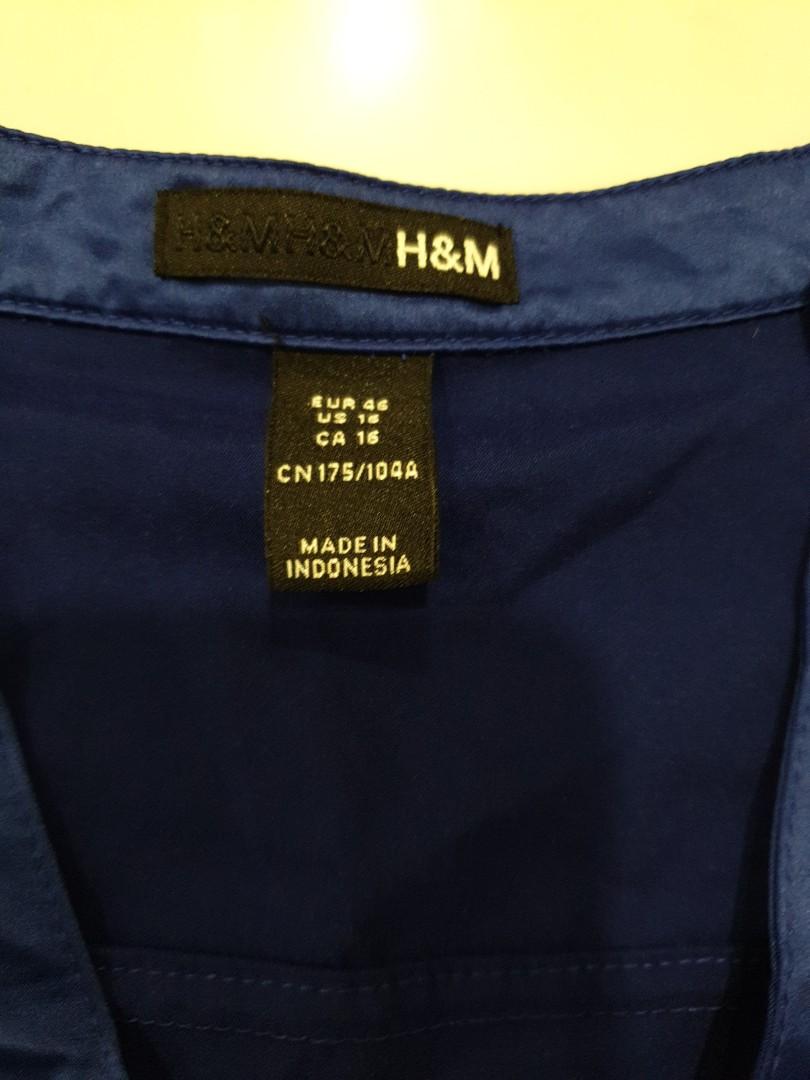 H&M H&M H&M
EUR 46
US 16
CA 16
CN 175/104A
MADE IN
INDONESIA